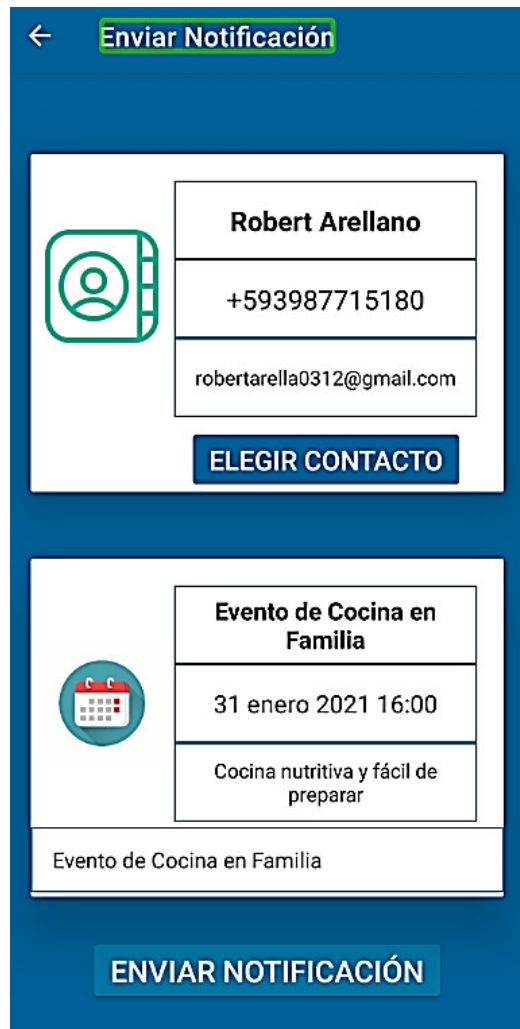 Enviar Notificación
Robert Arellano
+593987715180
robertarella0312@gmail.com
ELEGIR CONTACTO
Evento de Cocina en
Familia
31 enero 2021 16:00
Cocina nutritiva y fácil de
preparar
Evento de Cocina en Familia
ENVIAR NOTIFICACIÓN